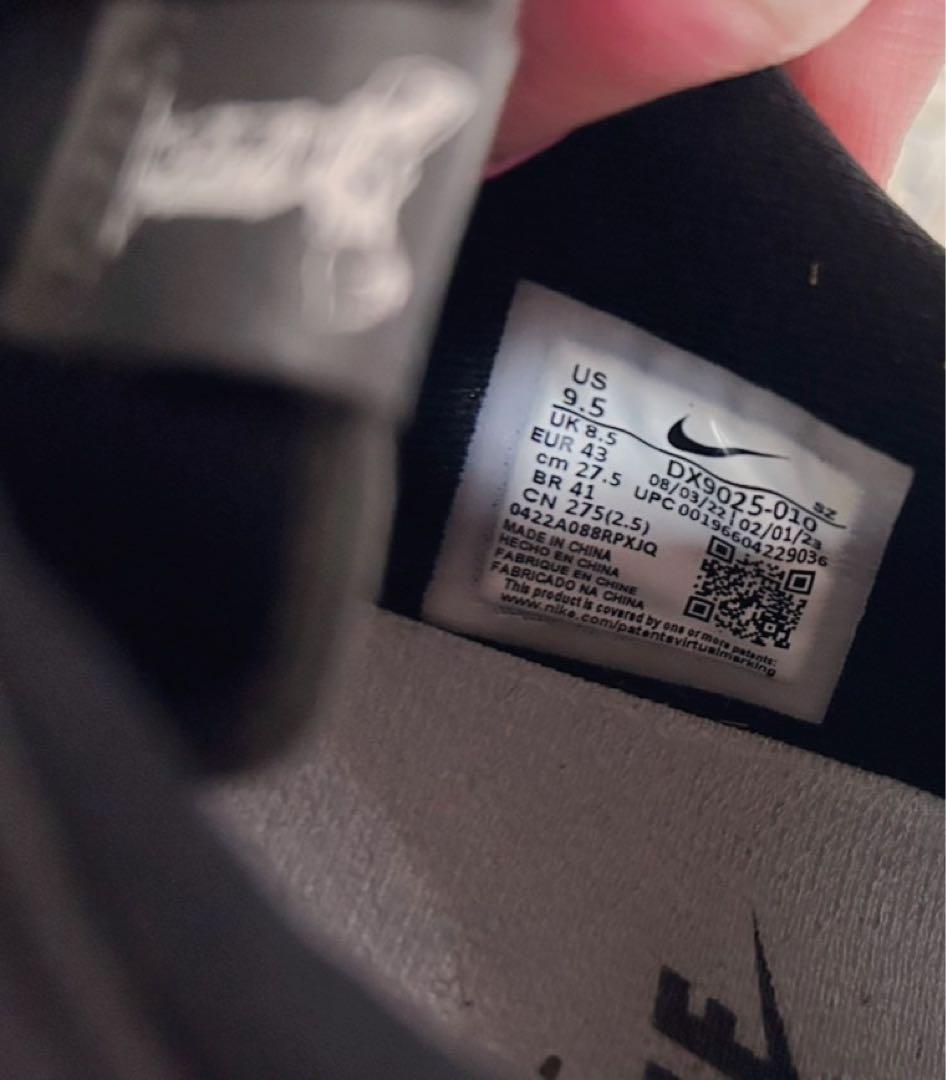 US
9.5
UK 8.5
EUR 43
cm 27.5
BR 41
CN 275(2.5)
0422A088RPXJQ
SZ
DX9025-010
08/03/22 | 02/01/23
UPC 00196604229036
MADE IN CHINA
HECHO EN CHINA
FABRIQUE EN CHINE
FABRICADO NA CHINA
This product is covered by one or more patents:
www.nike.com/patentsvirtualmarking